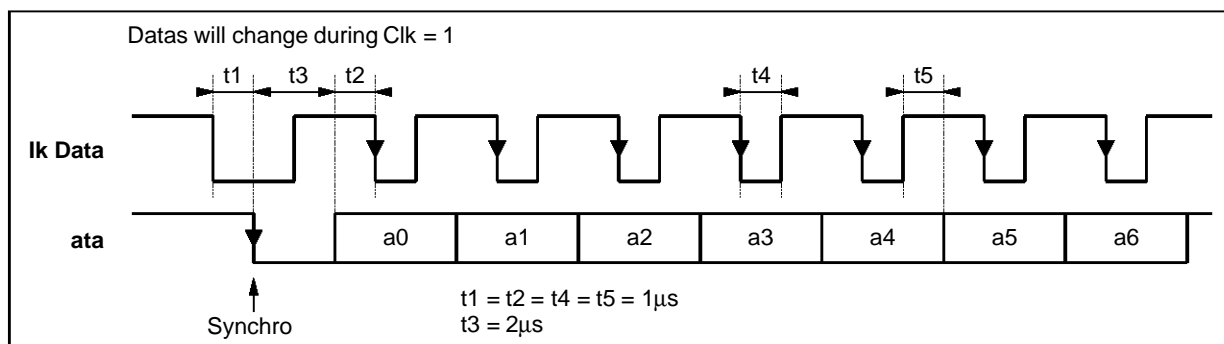 Datas will change during Clk = 1
t1 t3 t2 t4 t5
lk Data
ata a0 a1 a2 a3 a4 a5 a6
t1 = t2 = t4 = t5 = 1μs
t3 = 2μs
Synchro